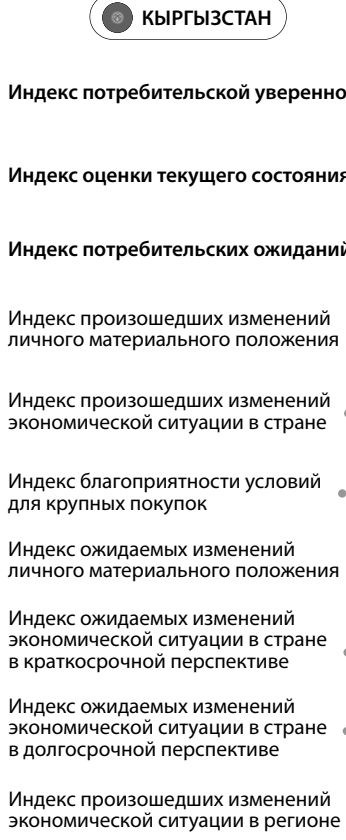 КЫРГЫЗСТАН
Индекс потребительской уверенно
Индекс оценки текущего состояния
Индекс потребительских ожиданий
Индекс произошедших изменений
личного материального положения
Индекс произошедших изменений
экономической ситуации в стране
Индекс благоприятности условий
для крупных покупок
Индекс ожидаемых изменений
личного материального положения
Индекс ожидаемых изменений
экономической ситуации в стране
в краткосрочной перспективе
Индекс ожидаемых изменений
экономической ситуации в стране
в долгосрочной перспективе
Индекс произошедших изменений
экономической ситуации в регионе